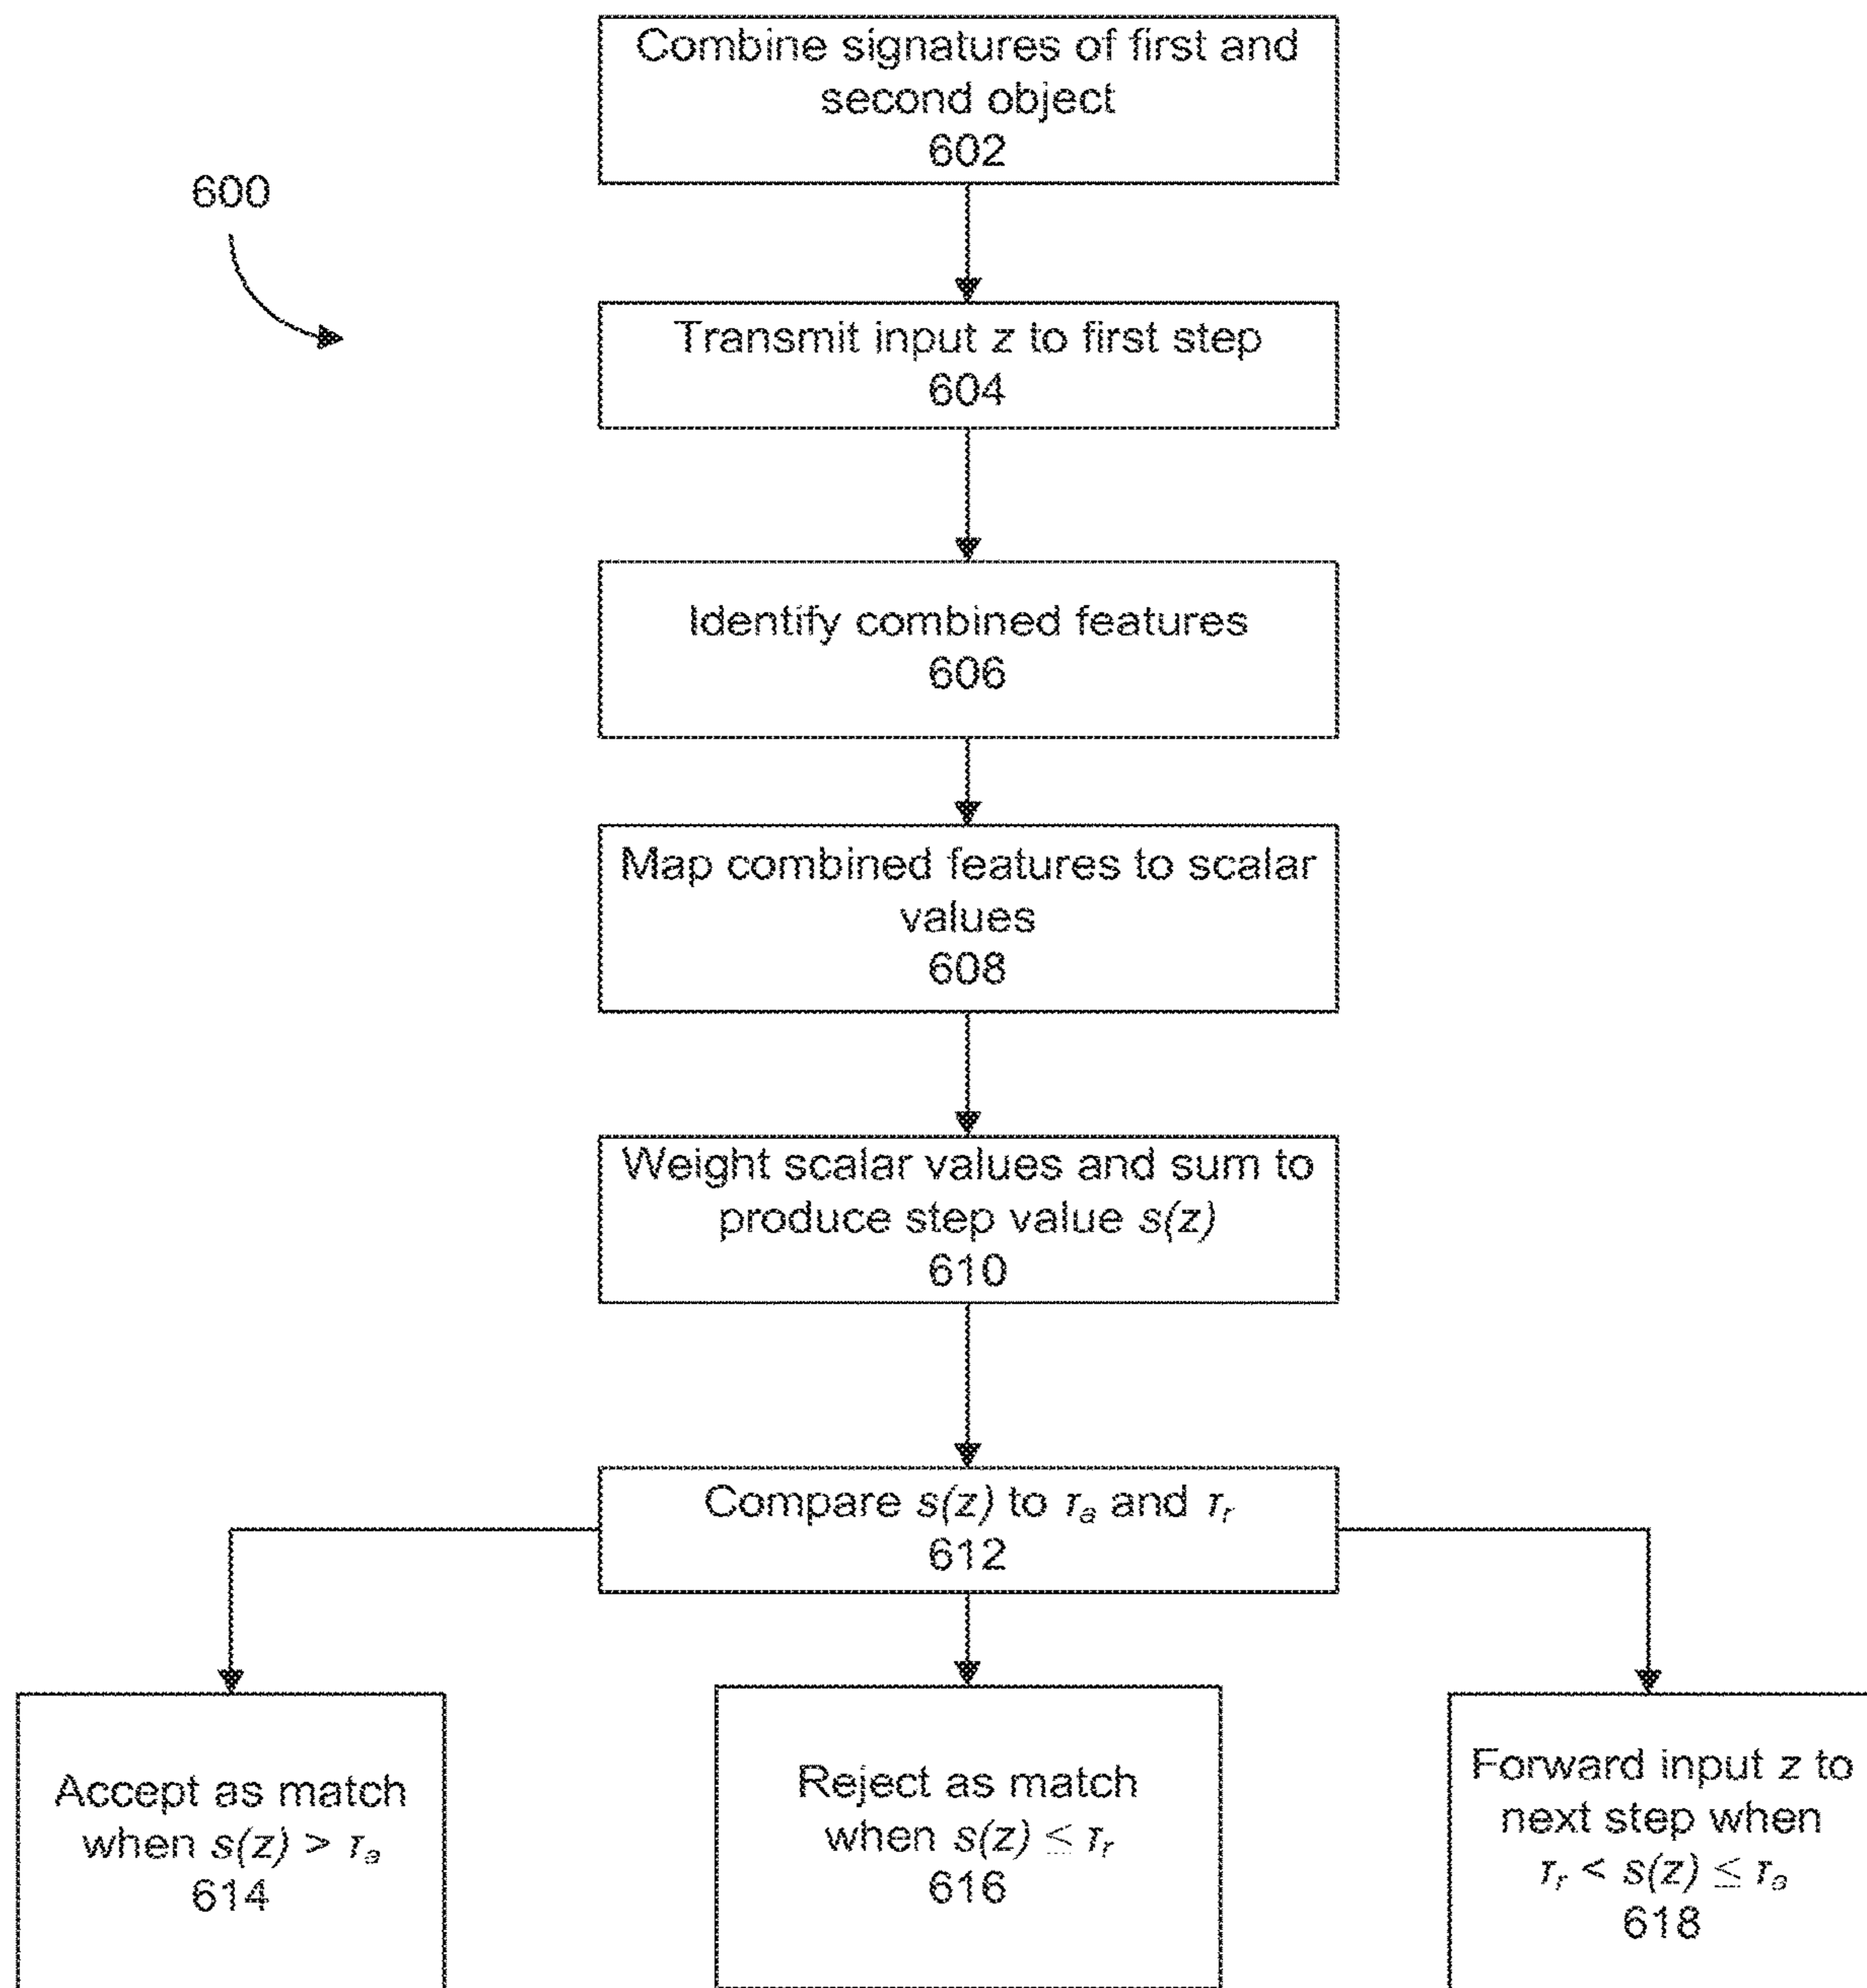 Combine signatures of first and
second object
602
600
Transmit input z to first step
604
Identify combined features
606
Map combined features to scalar
values
608
Weight scalar values and sum to
produce step value s(z)
610
Compare s(z) to τₐ and τᵣ
612
Accept as match
when s(z) > τₐ
614
Reject as match
when s(z) ≤ τᵣ
616
Forward input z to
next step when
τᵣ < s(z) ≤ τₐ
618